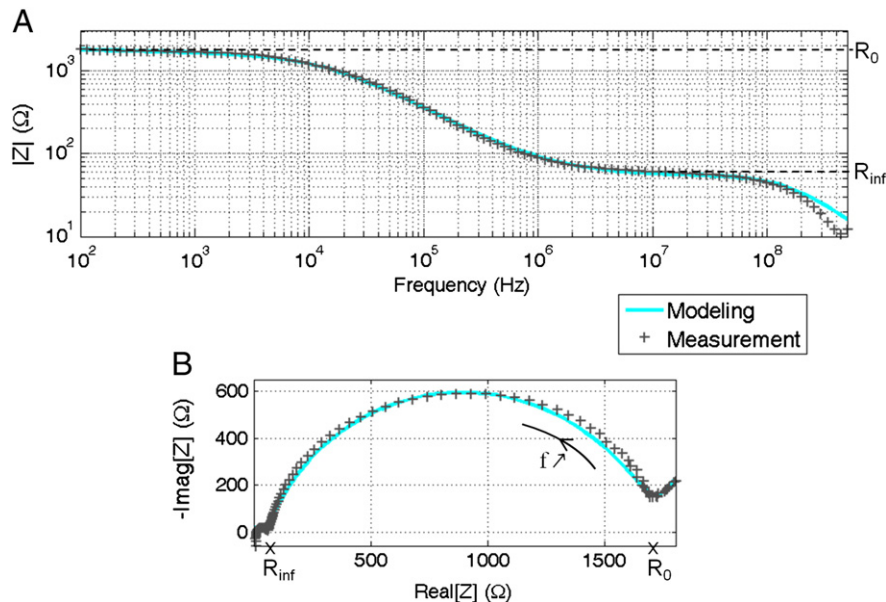 A
|Z| (Ω)
10³
10²
10¹
R₀
R_inf
10² 10³ 10⁴ 10⁵ 10⁶ 10⁷ 10⁸
Frequency (Hz)
Modeling
Measurement
B
-Imag[Z] (Ω)
600
400
200
0
f↗
500 1000 1500
R_inf
R₀
Real[Z] (Ω)